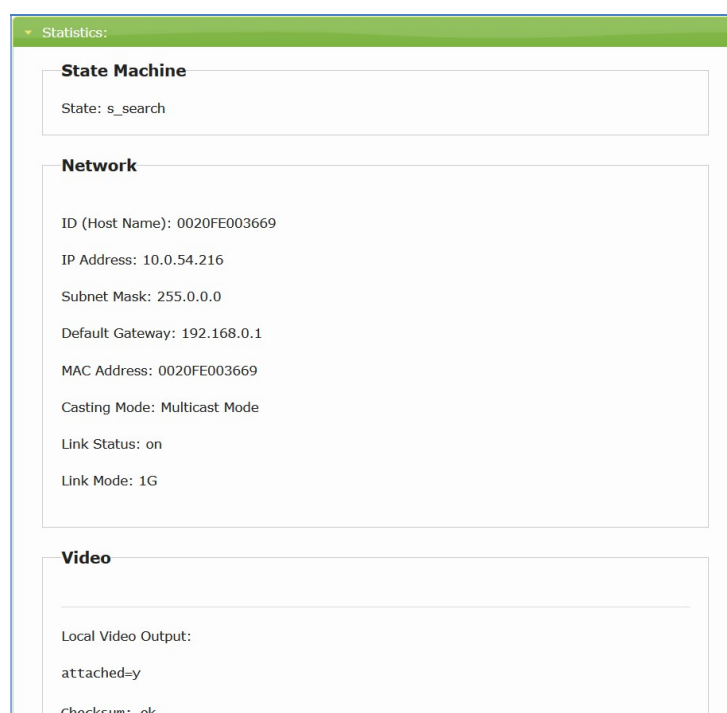 Statistics:
State Machine
State: s_search
Network
ID (Host Name): 0020FE003669
IP Address: 10.0.54.216
Subnet Mask: 255.0.0.0
Default Gateway: 192.168.0.1
MAC Address: 0020FE003669
Casting Mode: Multicast Mode
Link Status: on
Link Mode: 1G
Video
Local Video Output:
attached=y
Checksum: ok